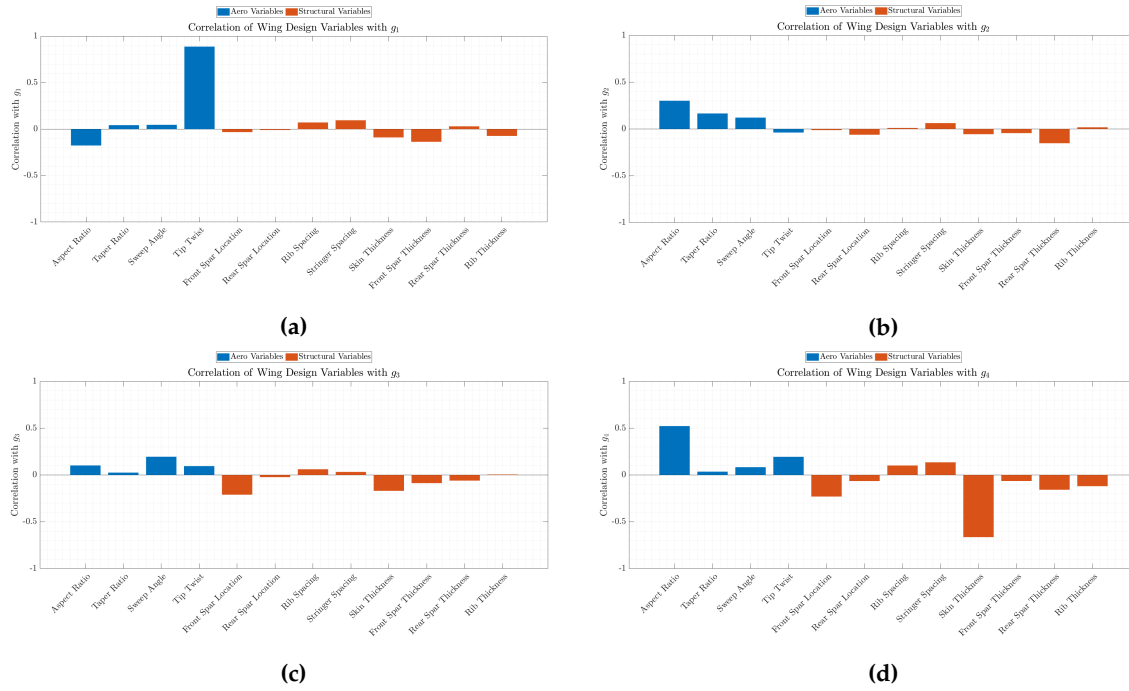 Aero Variables Structural Variables
Correlation of Wing Design Variables with g1
Correlation with g1
1
0.5
0
-0.5
-1
Aspect Ratio
Taper Ratio
Sweep Angle
Tip Twist
Front Spar Location
Rear Spar Location
Rib Spacing
Stringer Spacing
Skin Thickness
Front Spar Thickness
Rear Spar Thickness
Rib Thickness
(a)
Aero Variables Structural Variables
Correlation of Wing Design Variables with g2
Correlation with g2
1
0.5
0
-0.5
-1
Aspect Ratio
Taper Ratio
Sweep Angle
Tip Twist
Front Spar Location
Rear Spar Location
Rib Spacing
Stringer Spacing
Skin Thickness
Front Spar Thickness
Rear Spar Thickness
Rib Thickness
(b)
Aero Variables Structural Variables
Correlation of Wing Design Variables with g3
Correlation with g3
1
0.5
0
-0.5
-1
Aspect Ratio
Taper Ratio
Sweep Angle
Tip Twist
Front Spar Location
Rear Spar Location
Rib Spacing
Stringer Spacing
Skin Thickness
Front Spar Thickness
Rear Spar Thickness
Rib Thickness
(c)
Aero Variables Structural Variables
Correlation of Wing Design Variables with g4
Correlation with g4
1
0.5
0
-0.5
-1
Aspect Ratio
Taper Ratio
Sweep Angle
Tip Twist
Front Spar Location
Rear Spar Location
Rib Spacing
Stringer Spacing
Skin Thickness
Front Spar Thickness
Rear Spar Thickness
Rib Thickness
(d)